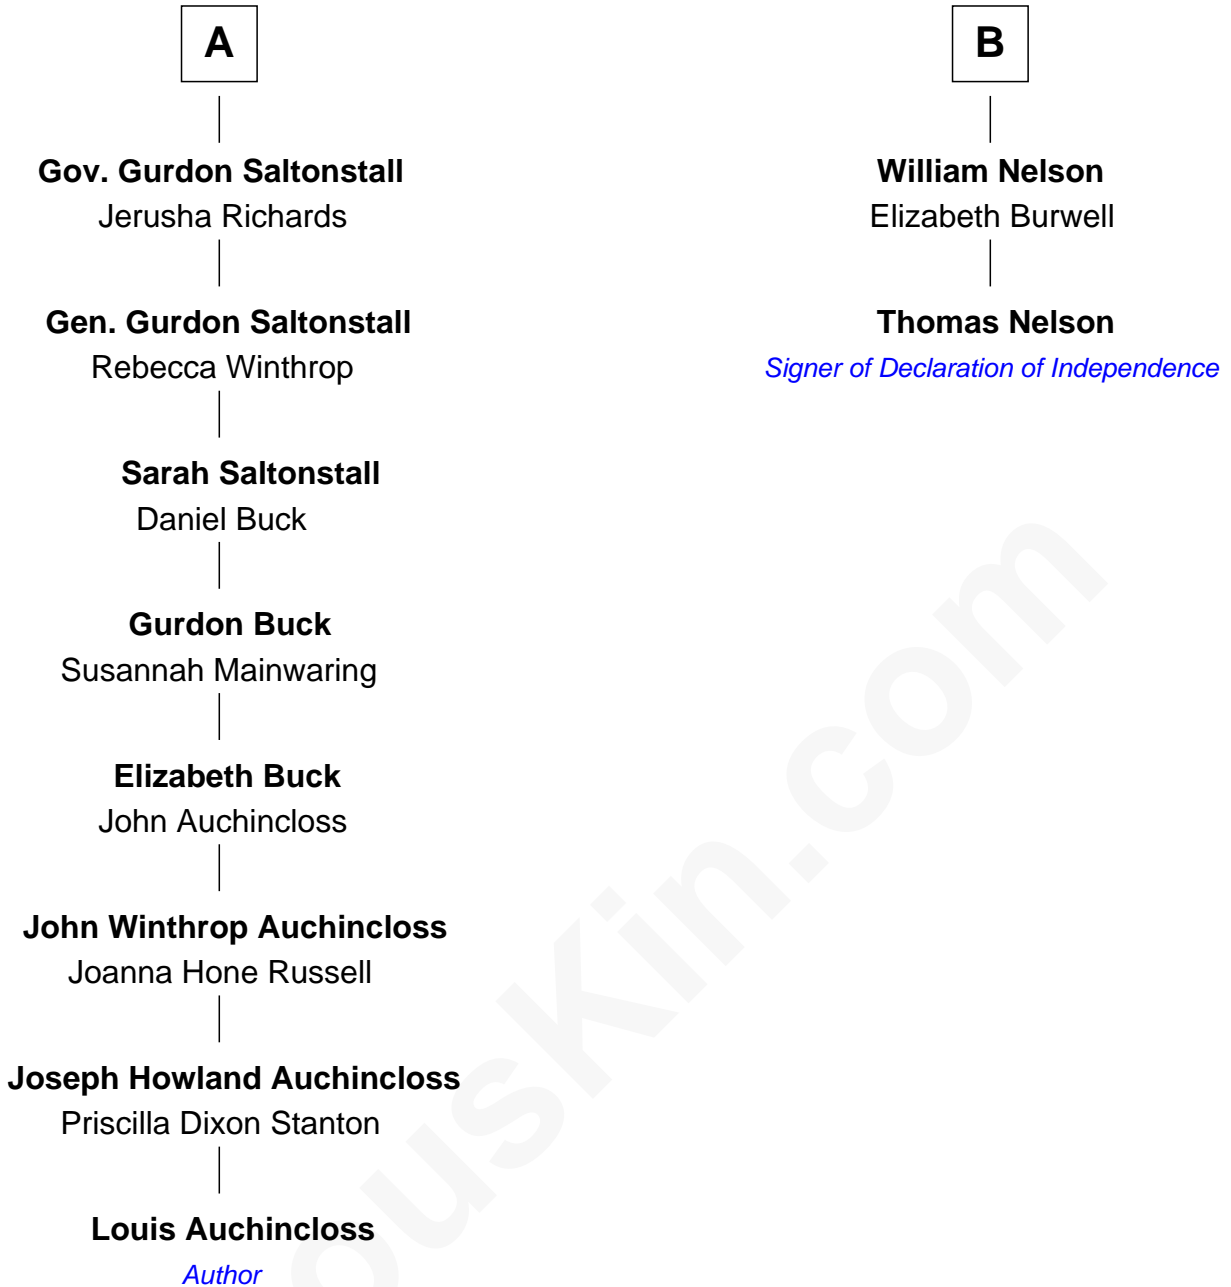 A
Gov. Gurdon Saltonstall
Jerusha Richards
Gen. Gurdon Saltonstall
Rebecca Winthrop
Sarah Saltonstall
Daniel Buck
Gurdon Buck
Susannah Mainwaring
Elizabeth Buck
John Auchincloss
John Winthrop Auchincloss
Joanna Hone Russell
Joseph Howland Auchincloss
Priscilla Dixon Stanton
Louis Auchincloss
Author
B
William Nelson
Elizabeth Burwell
Thomas Nelson
Signer of Declaration of Independence
ousKin.com